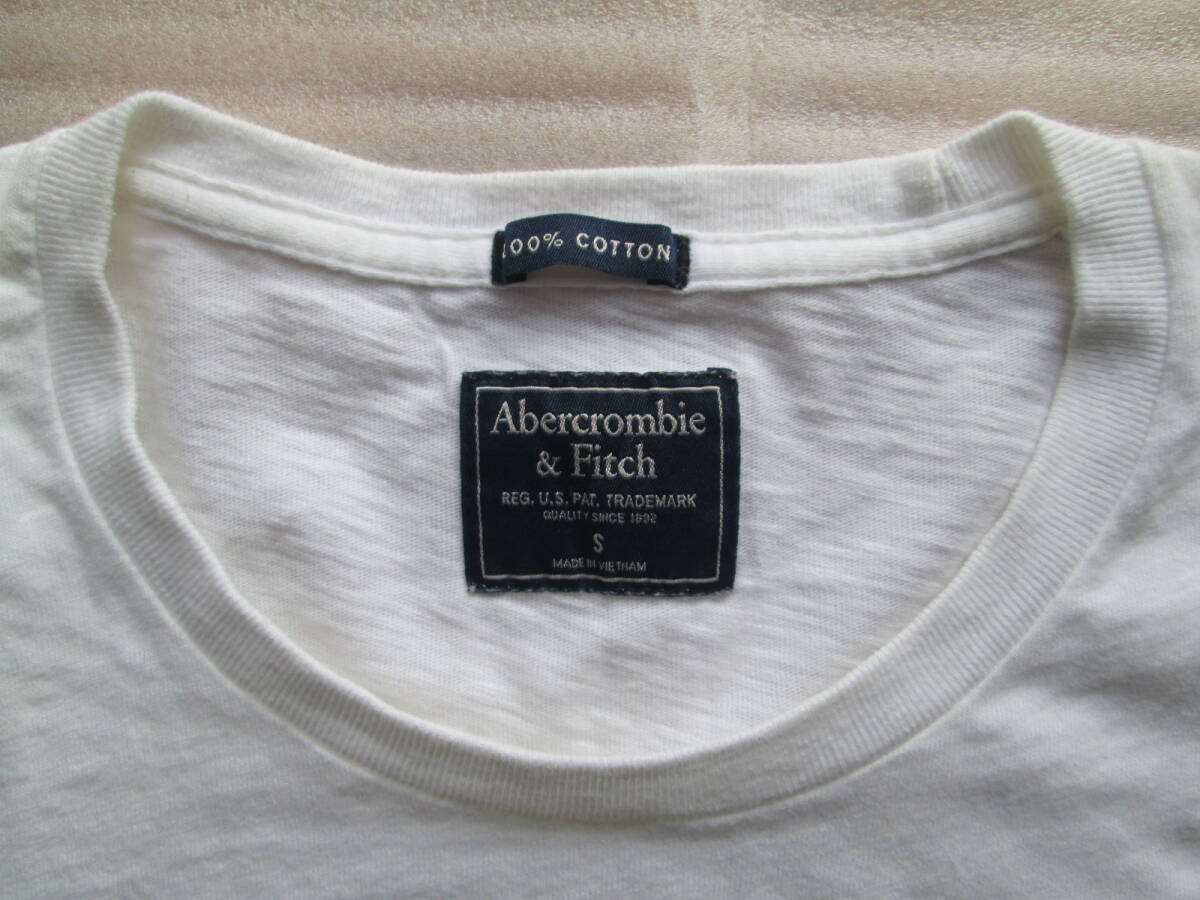 100% COTTON
Abercrombie
& Fitch
REG. U.S. PAT. TRADEMARK
QUALITY SINCE 1892
S
MADE IN VIETNAM